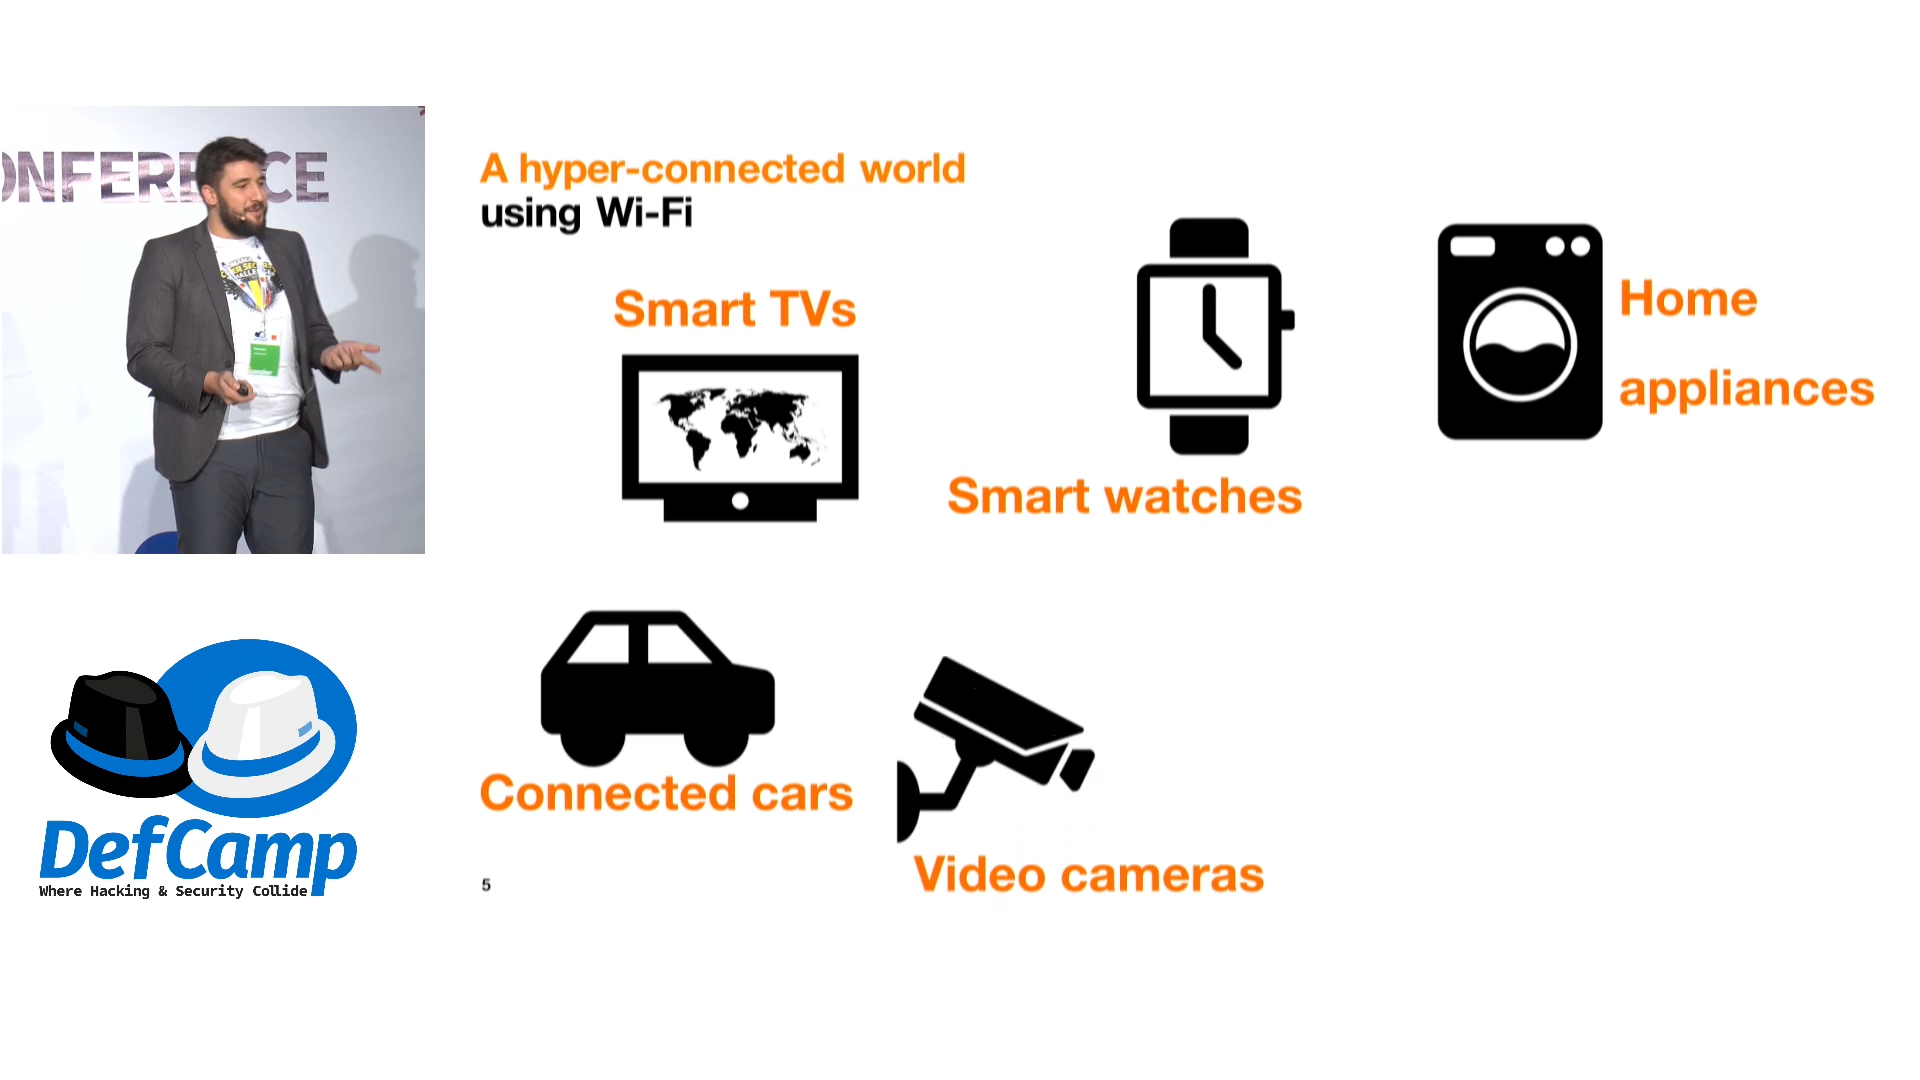 ONFERENCE
A hyper-connected world
using Wi-Fi
Smart TVs
Smart watches
Home
appliances
Connected cars
Video cameras
5
DefCamp
Where Hacking & Security Collide